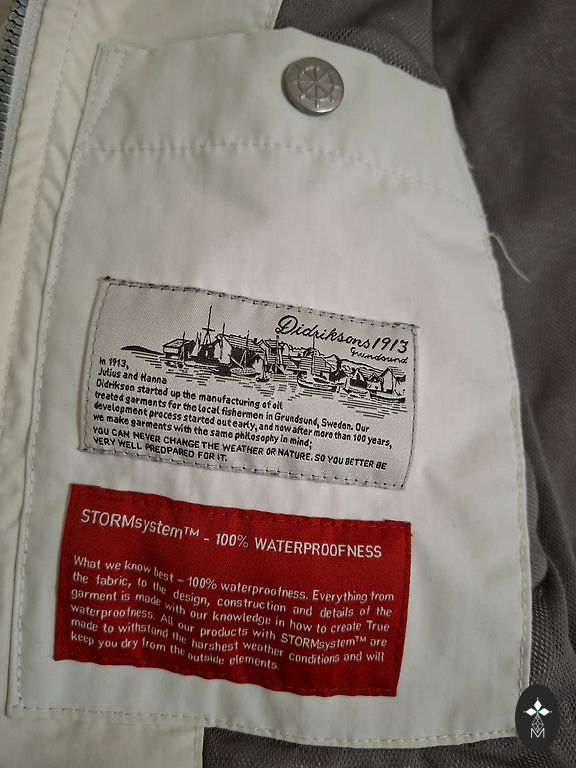 Didriksons1913
Grundsund
In 1913,
Julius and Hanna
Didrikson started up the manufacturing of oil
treated garments for the local fishermen in Grundsund, Sweden. Our
development process started out early, and now after more than 100 years,
we make garments with the same philosophy in mind;
YOU CAN NEVER CHANGE THE WEATHER OR NATURE, SO YOU BETTER BE
VERY WELL PREDPARED FOR IT.
STORMsystem™ - 100% WATERPROOFNESS
What we know best – 100% waterproofness. Everything from
the fabric, to the design, construction and details of the
garment is made with our knowledge in how to create True
waterproofness. All our products with STORMsystem™ are
made to withstand the harshest weather conditions and will
keep you dry from the outside elements.
M